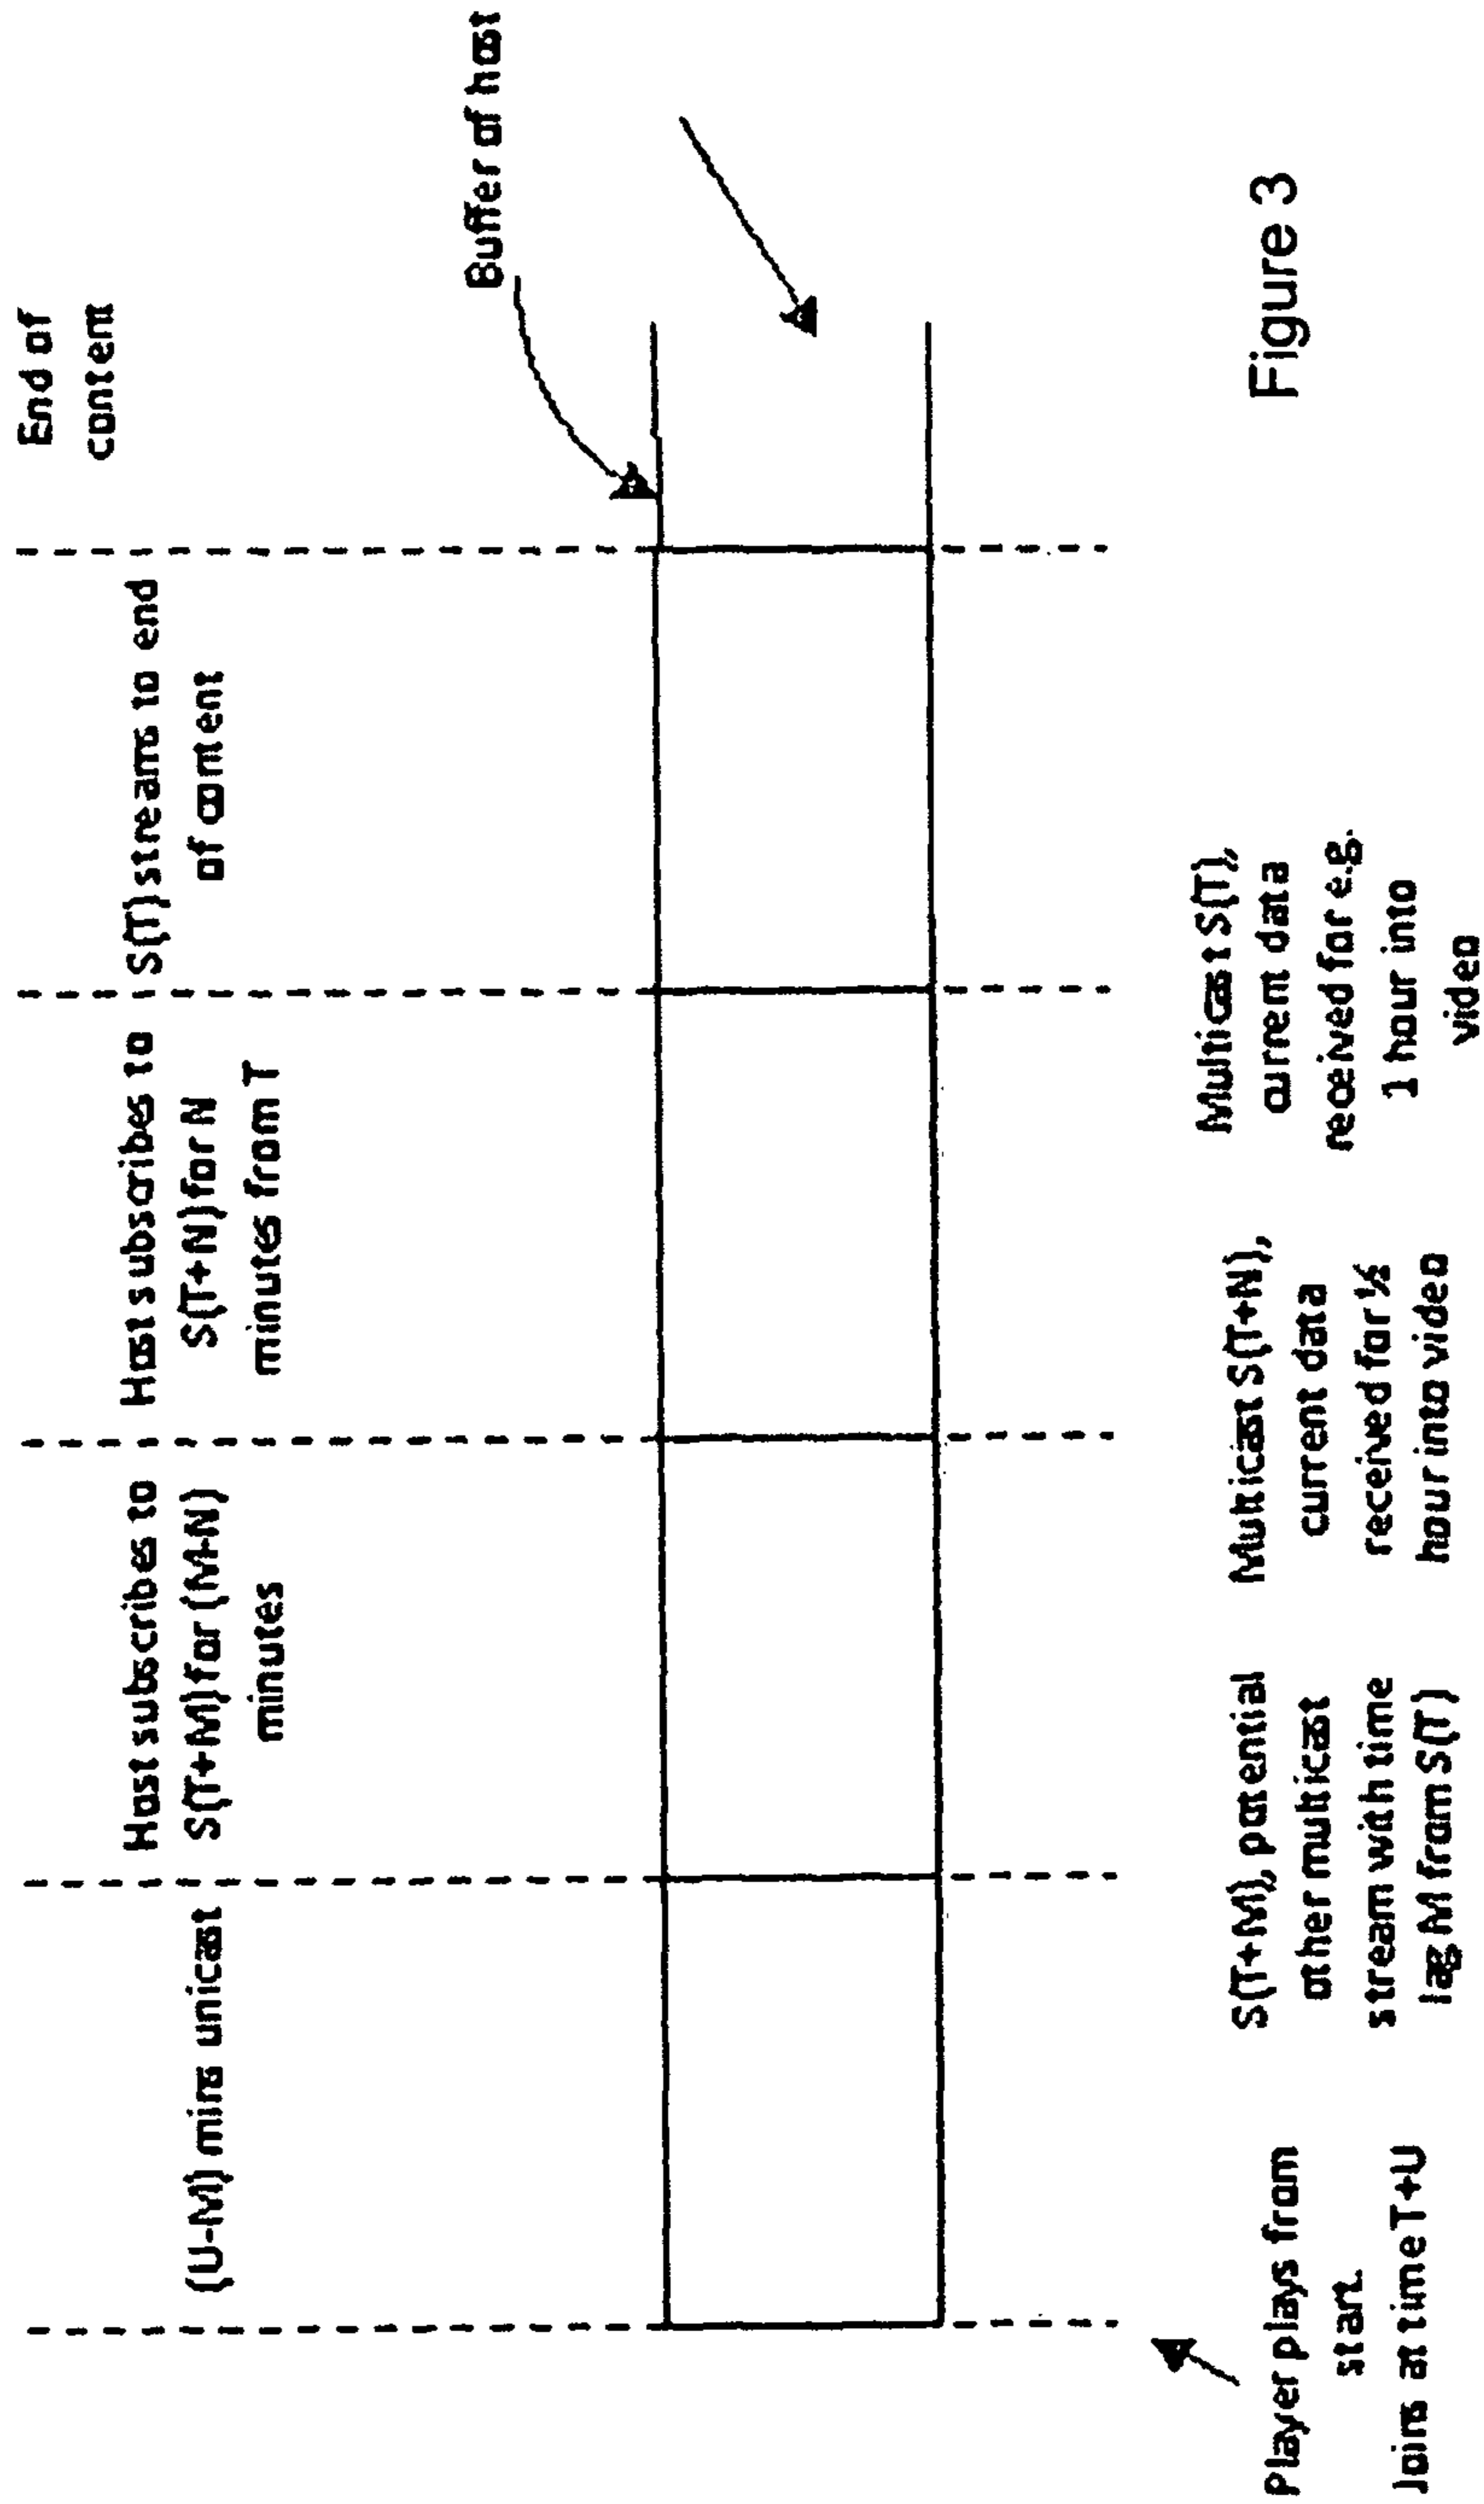 End of
content
S(T) streams to end
of content
Host subscribes to
S(T+N) for N
minutes from T
Host subscribes to
S(T+M) for (M-N)
minutes
(U-M) mins unicast
Buffer of host
Player plays from
start.
Joins at time T+U
S(T+M), potential
other multicast
stream with time
lag M from S(T)
Multicast S(T+N),
current data
received for ½
hour into video
Multicast S(T),
current data
received for e.g.
1 hour into
video
Figure 3